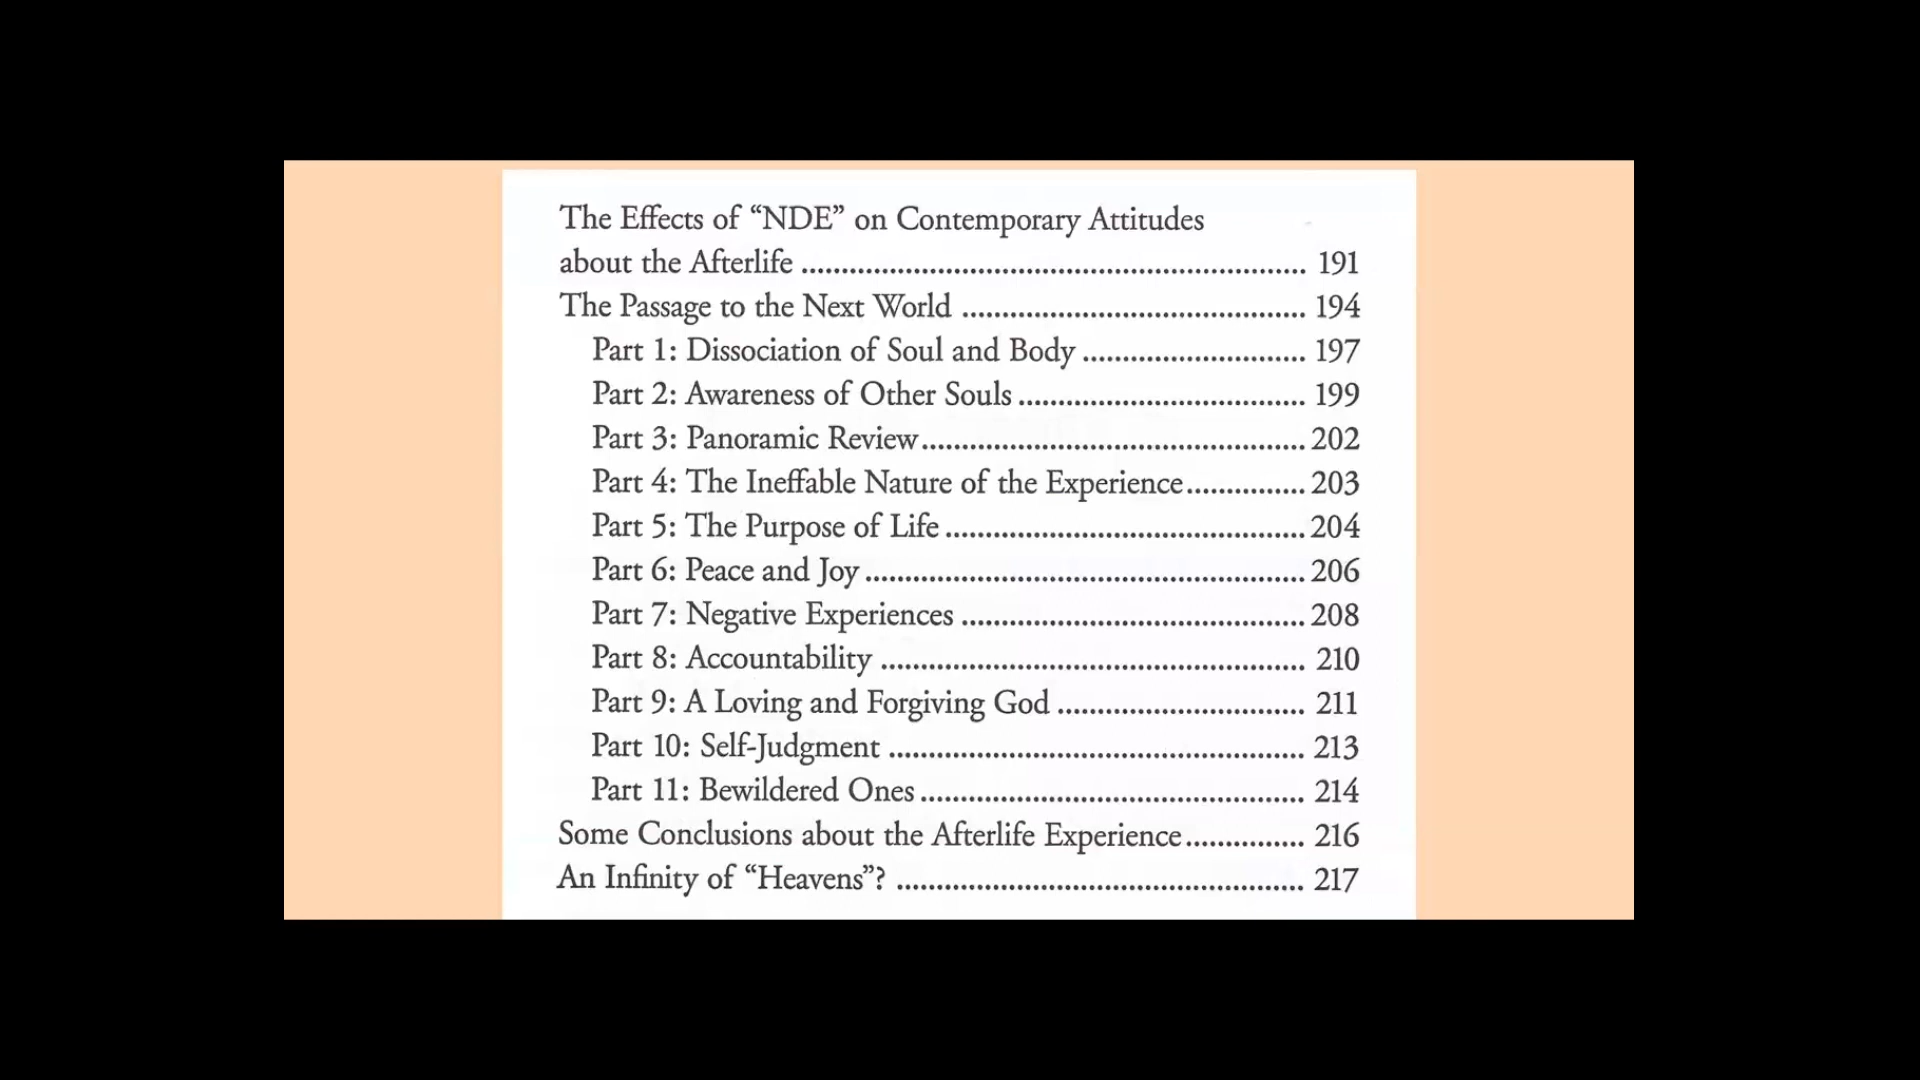 The Effects of “NDE” on Contemporary Attitudes
about the Afterlife ............................................................... 191
The Passage to the Next World ........................................... 194
Part 1: Dissociation of Soul and Body ............................ 197
Part 2: Awareness of Other Souls .................................... 199
Part 3: Panoramic Review ................................................ 202
Part 4: The Ineffable Nature of the Experience ............... 203
Part 5: The Purpose of Life ............................................. 204
Part 6: Peace and Joy ....................................................... 206
Part 7: Negative Experiences ........................................... 208
Part 8: Accountability ..................................................... 210
Part 9: A Loving and Forgiving God ............................... 211
Part 10: Self-Judgment .................................................... 213
Part 11: Bewildered Ones ................................................ 214
Some Conclusions about the Afterlife Experience ............... 216
An Infinity of “Heavens”? ................................................... 217